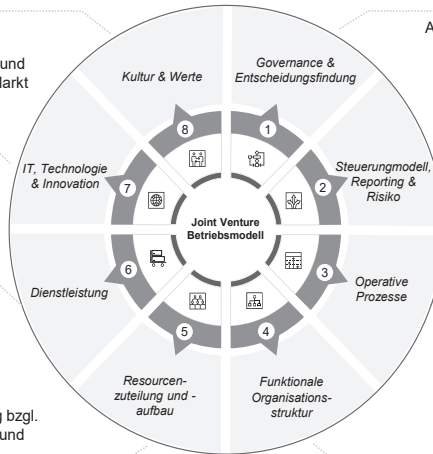 A
und
Markt
Kultur & Werte
Governance &
Entscheidungsfindung
8
1
IT, Technologie
& Innovation
7
2
Steuerungmodell,
Reporting &
Risiko
Joint Venture
Betriebsmodell
6
3
Dienstleistung
Operative
Prozesse
5
4
Resourcen-
zuteilung und -
aufbau
Funktionale
Organisations-
struktur
g bzgl.
und